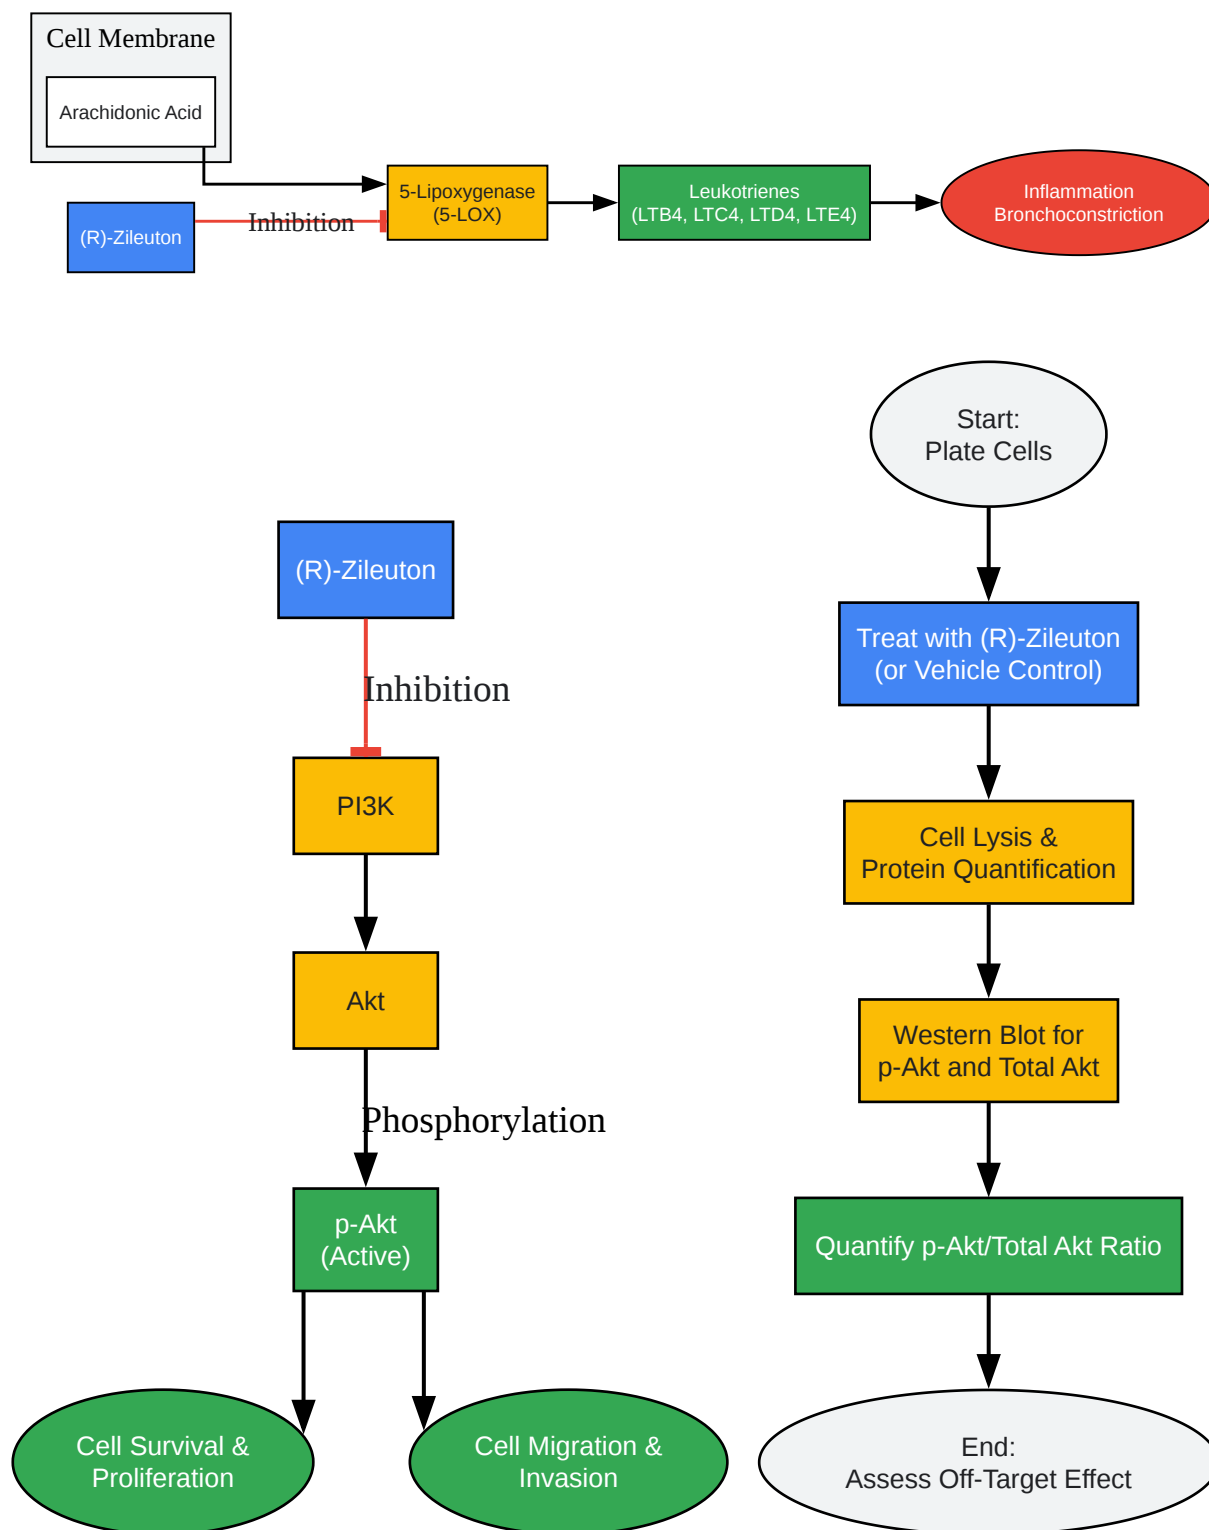 Cell Membrane
Arachidonic Acid
(R)-Zileuton
Inhibition
5-Lipoxygenase
(5-LOX)
Leukotrienes
(LTB4, LTC4, LTD4, LTE4)
Inflammation
Bronchoconstriction
(R)-Zileuton
Inhibition
PI3K
Akt
Phosphorylation
p-Akt
(Active)
Cell Survival &
Proliferation
Cell Migration &
Invasion
Start:
Plate Cells
Treat with (R)-Zileuton
(or Vehicle Control)
Cell Lysis &
Protein Quantification
Western Blot for
p-Akt and Total Akt
Quantify p-Akt/Total Akt Ratio
End:
Assess Off-Target Effect